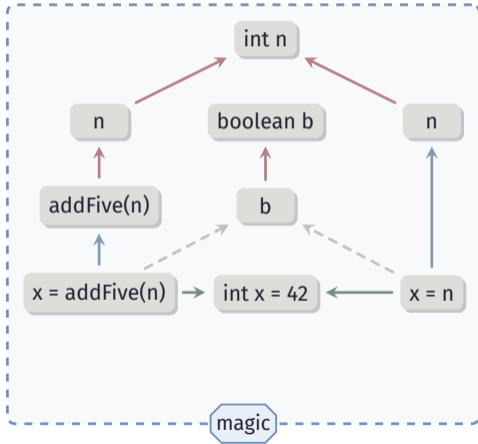 int n
n
boolean b
n
addFive(n)
b
x = addFive(n)
int x = 42
x = n
magic